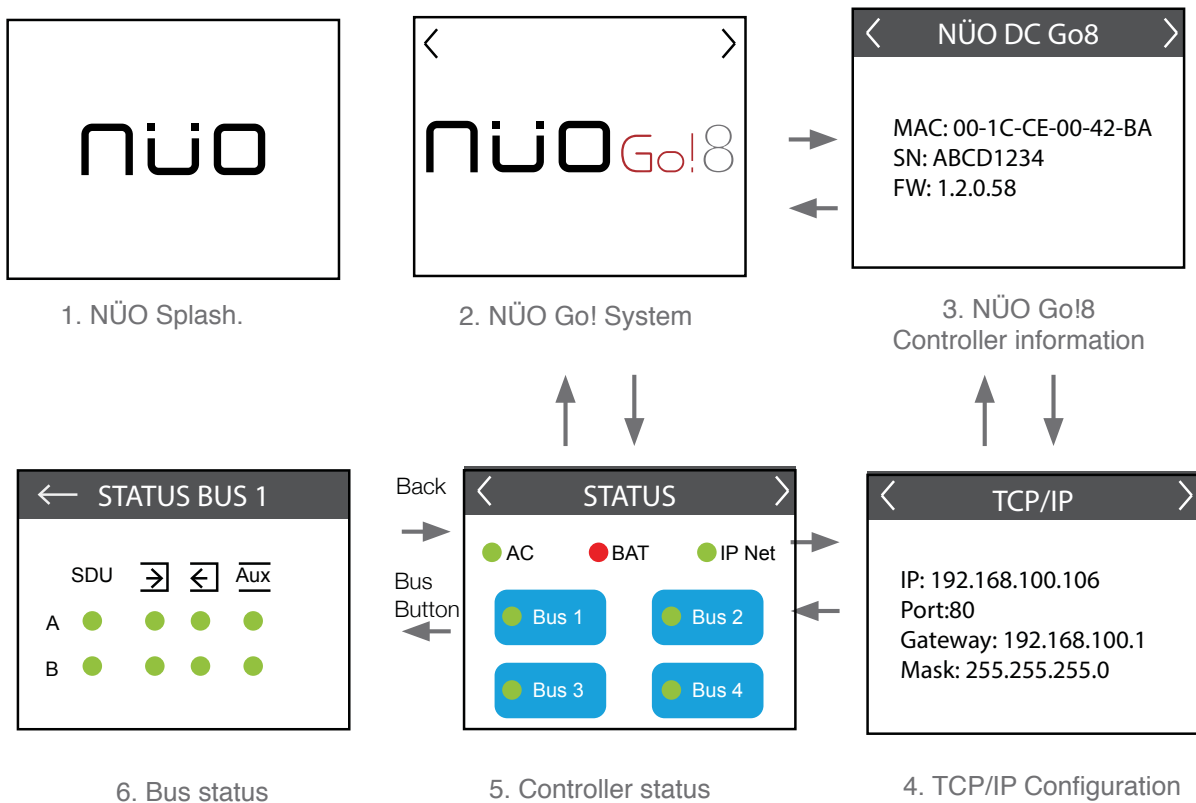 nüo
1. NÜO Splash.
nüo Go!8
2. NÜO Go! System
NÜO DC Go8
MAC: 00-1C-CE-00-42-BA
SN: ABCD1234
FW: 1.2.0.58
3. NÜO Go!8
Controller information
STATUS BUS 1
SDU Aux
A
B
6. Bus status
Back
Bus
Button
STATUS
AC BAT IP Net
Bus 1 Bus 2
Bus 3 Bus 4
5. Controller status
TCP/IP
IP: 192.168.100.106
Port:80
Gateway: 192.168.100.1
Mask: 255.255.255.0
4. TCP/IP Configuration